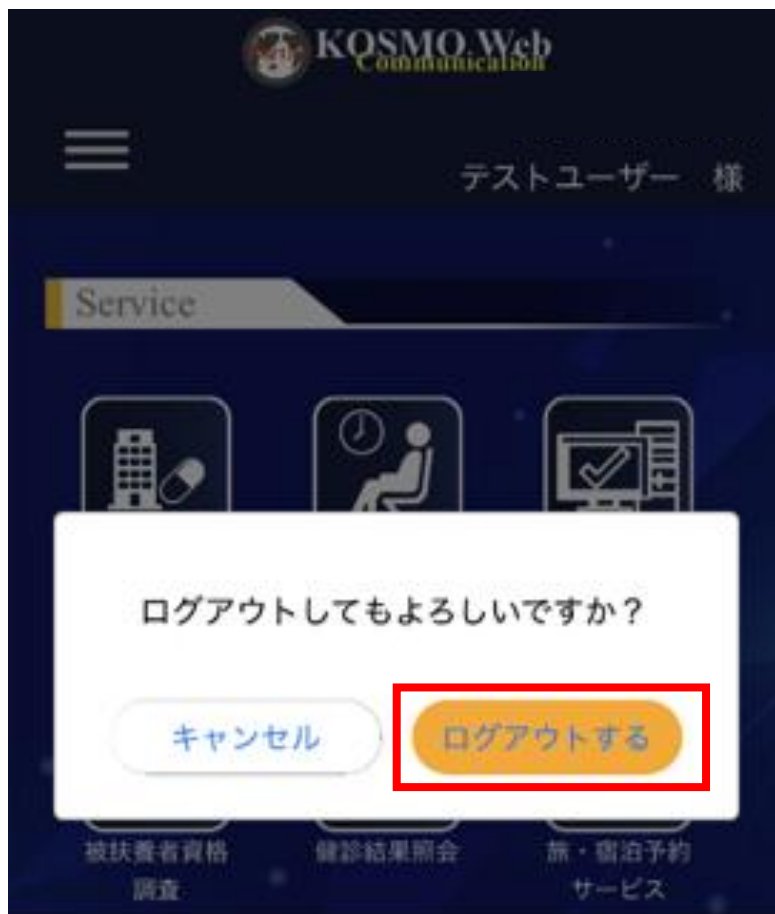 KOSMO.Web
Communication
テストユーザー 様
Service
ログアウトしてもよろしいですか?
キャンセル
ログアウトする
被扶養者資格
調査
健診結果照会
旅・宿泊予約
サービス